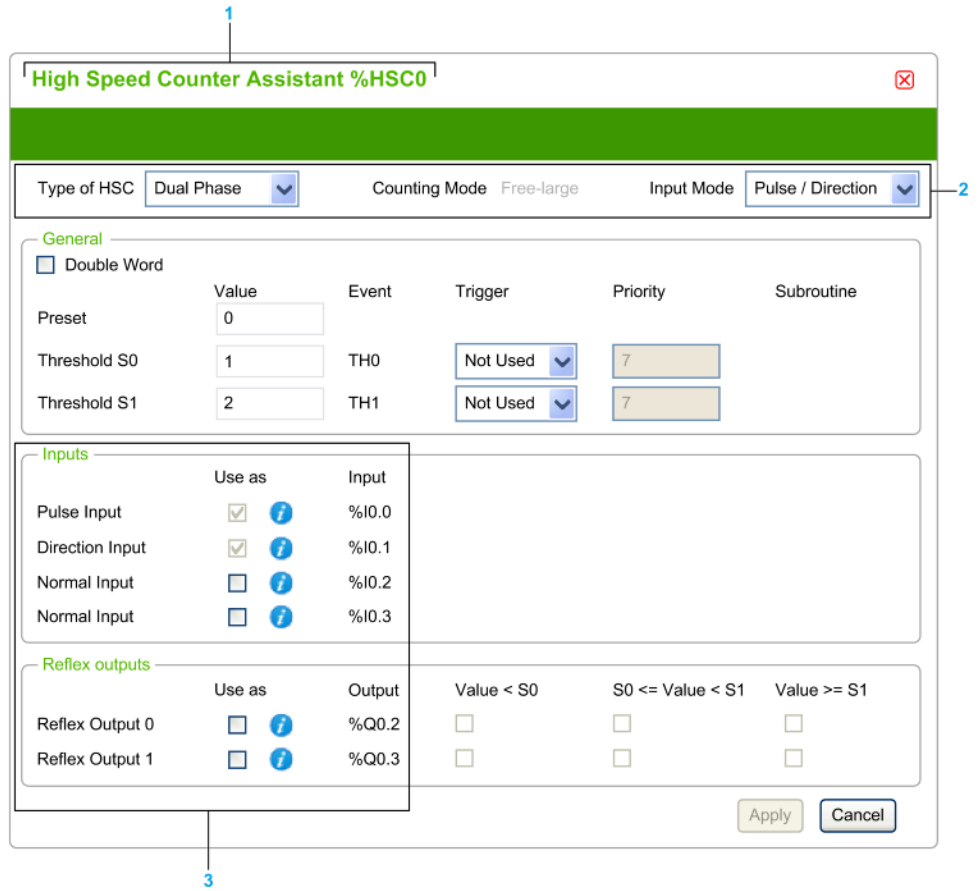 1
High Speed Counter Assistant %HSC0
Type of HSC Dual Phase Counting Mode Free-large Input Mode Pulse / Direction 2
General
Double Word
Value Event Trigger Priority Subroutine
Preset 0
Threshold S0 1 TH0 Not Used 7
Threshold S1 2 TH1 Not Used 7
Inputs
Use as Input
Pulse Input i %I0.0
Direction Input i %I0.1
Normal Input i %I0.2
Normal Input i %I0.3
Reflex outputs
Use as Output Value < S0 S0 <= Value < S1 Value >= S1
Reflex Output 0 i %Q0.2
Reflex Output 1 i %Q0.3
Apply Cancel
3